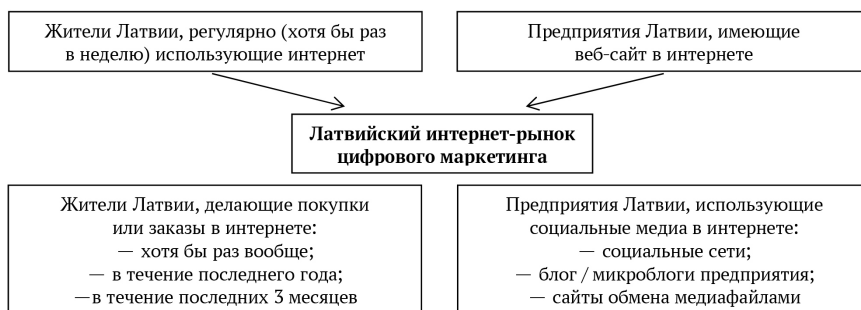 Жители Латвии, регулярно (хотя бы раз
в неделю) использующие интернет
Предприятия Латвии, имеющие
веб-сайт в интернете
Латвийский интернет-рынок
цифрового маркетинга
Жители Латвии, делающие покупки
или заказы в интернете:
— хотя бы раз вообще;
— в течение последнего года;
—в течение последних 3 месяцев
Предприятия Латвии, использующие
социальные медиа в интернете:
— социальные сети;
— блог / микроблоги предприятия;
— сайты обмена медиафайлами